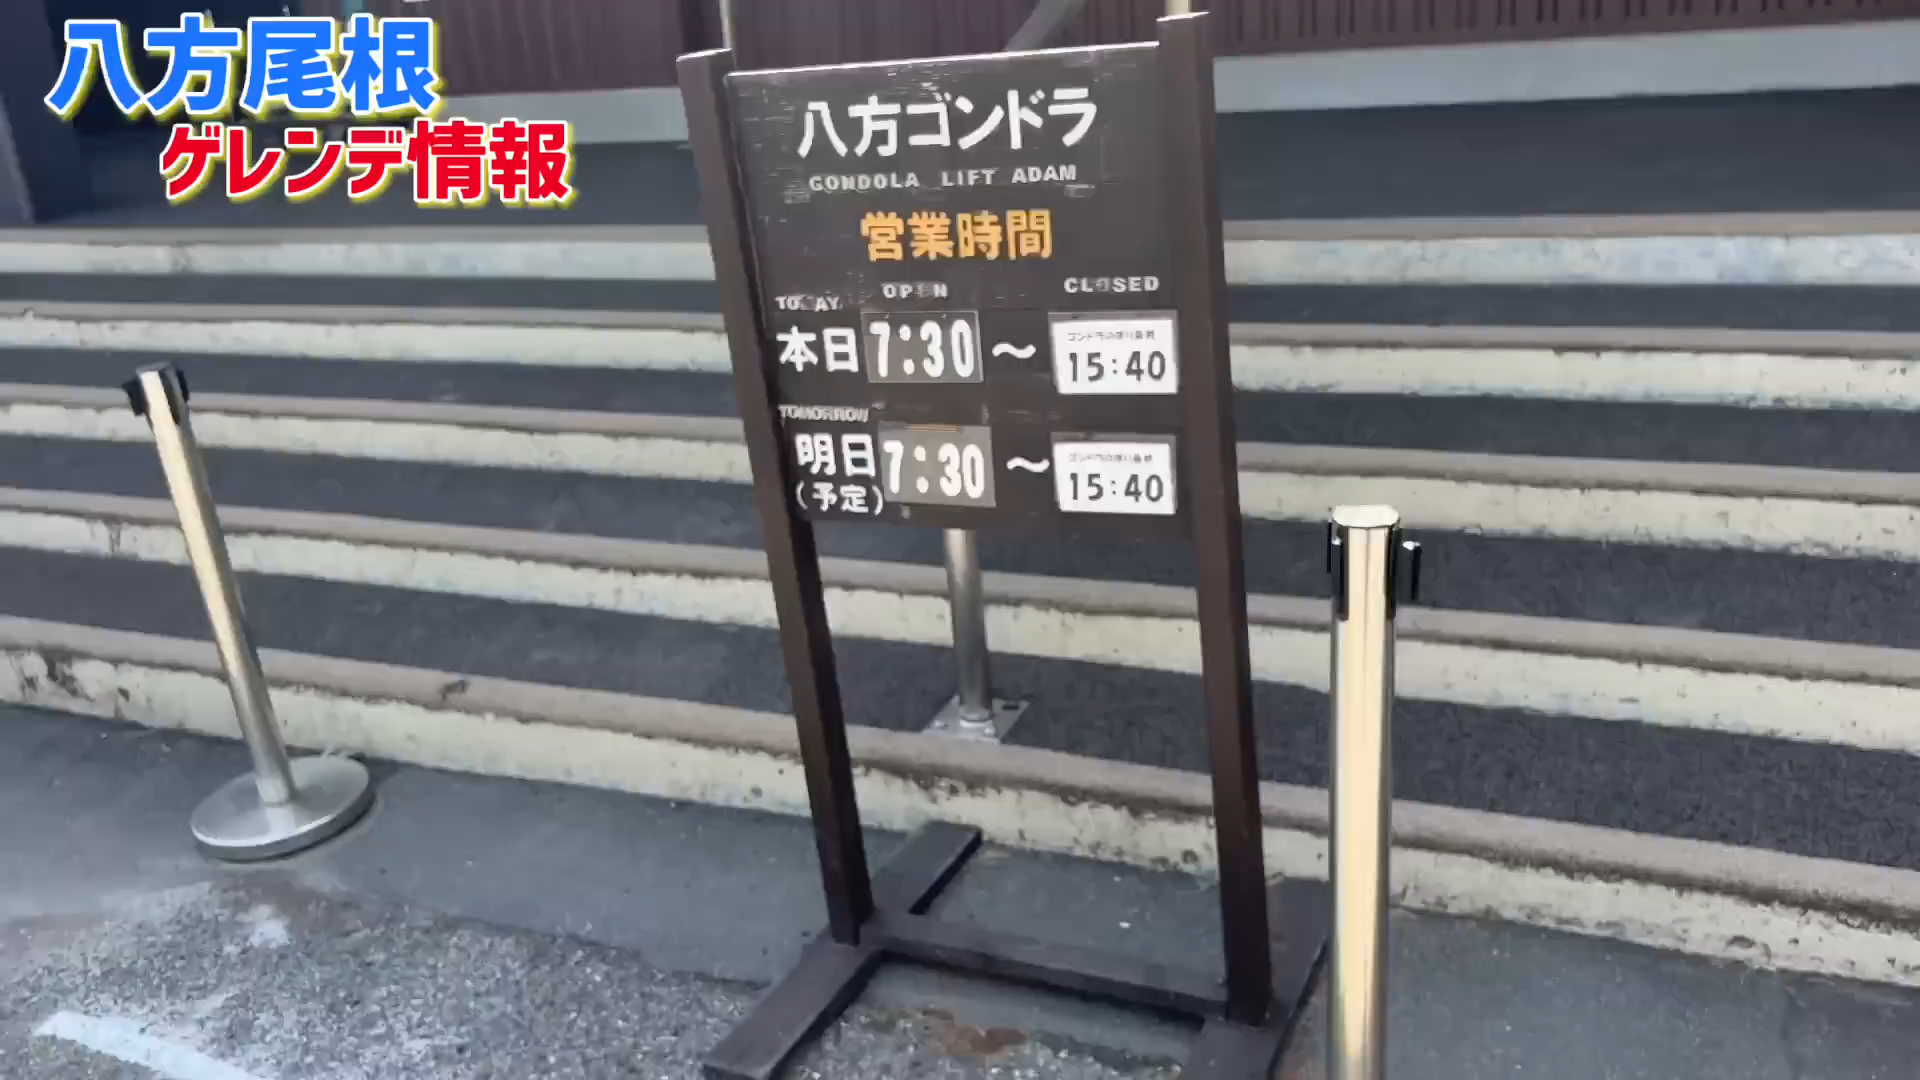 八方尾根
ゲレンデ情報
八方ゴンドラ
GONDOLA LIFT ADAM
営業時間
OPEN CLOSED
TODAY
本日 7:30 〜 15:40
TOMORROW
明日 7:30 〜 15:40
(予定)